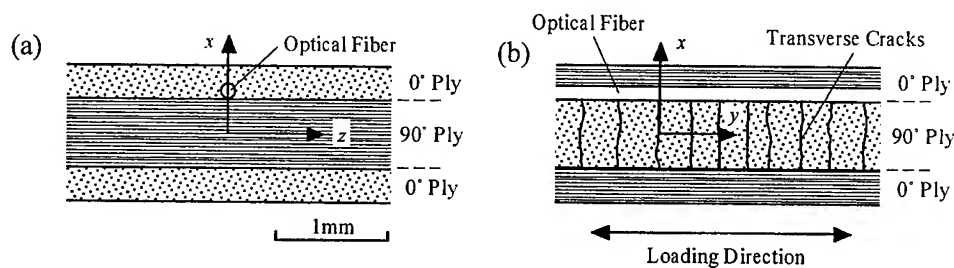 (a)
x
Optical Fiber
0° Ply
z
90° Ply
0° Ply
1mm
(b)
Optical Fiber
x
Transverse Cracks
0° Ply
y
90° Ply
0° Ply
Loading Direction